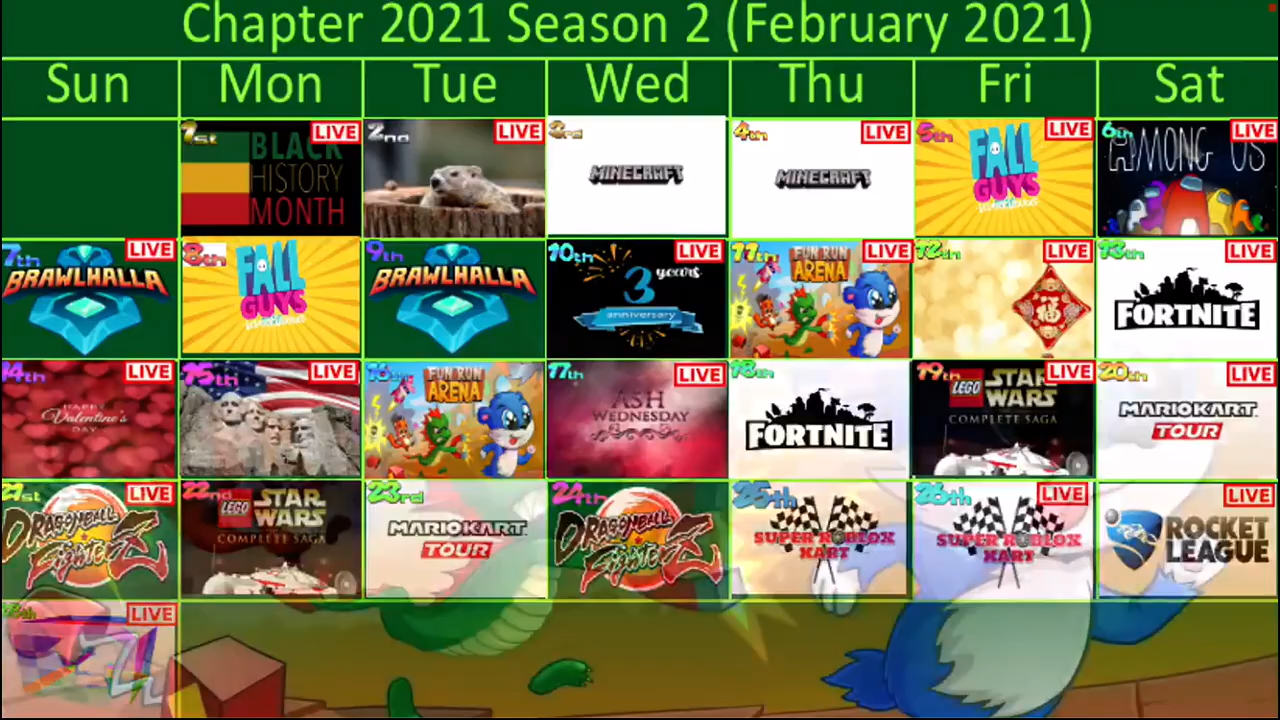 Chapter 2021 Season 2 (February 2021)
Sun Mon Tue Wed Thu Fri Sat
1st LIVE BLACK HISTORY MONTH
2nd LIVE
3rd MINECRAFT
4th LIVE MINECRAFT
5th LIVE FALL GUYS
6th LIVE AMONG US
7th LIVE BRAWLHALLA
8th FALL GUYS
9th BRAWLHALLA
10th LIVE 3 years anniversary
11th LIVE FUN RUN ARENA
12th LIVE 福
13th LIVE FORTNITE
14th LIVE HAPPY Valentine's DAY
15th LIVE
16th FUN RUN ARENA
17th LIVE ASH WEDNESDAY
18th FORTNITE
19th LIVE LEGO STAR WARS COMPLETE SAGA
20th LIVE MARIOKART TOUR
21st LIVE DRAGONBALL FIGHTERZ
22nd LEGO STAR WARS COMPLETE SAGA
23rd MARIOKART TOUR
24th DRAGONBALL FIGHTERZ
25th SUPER ROBLOX KART
26th LIVE SUPER ROBLOX KART
LIVE ROCKET LEAGUE
28th LIVE